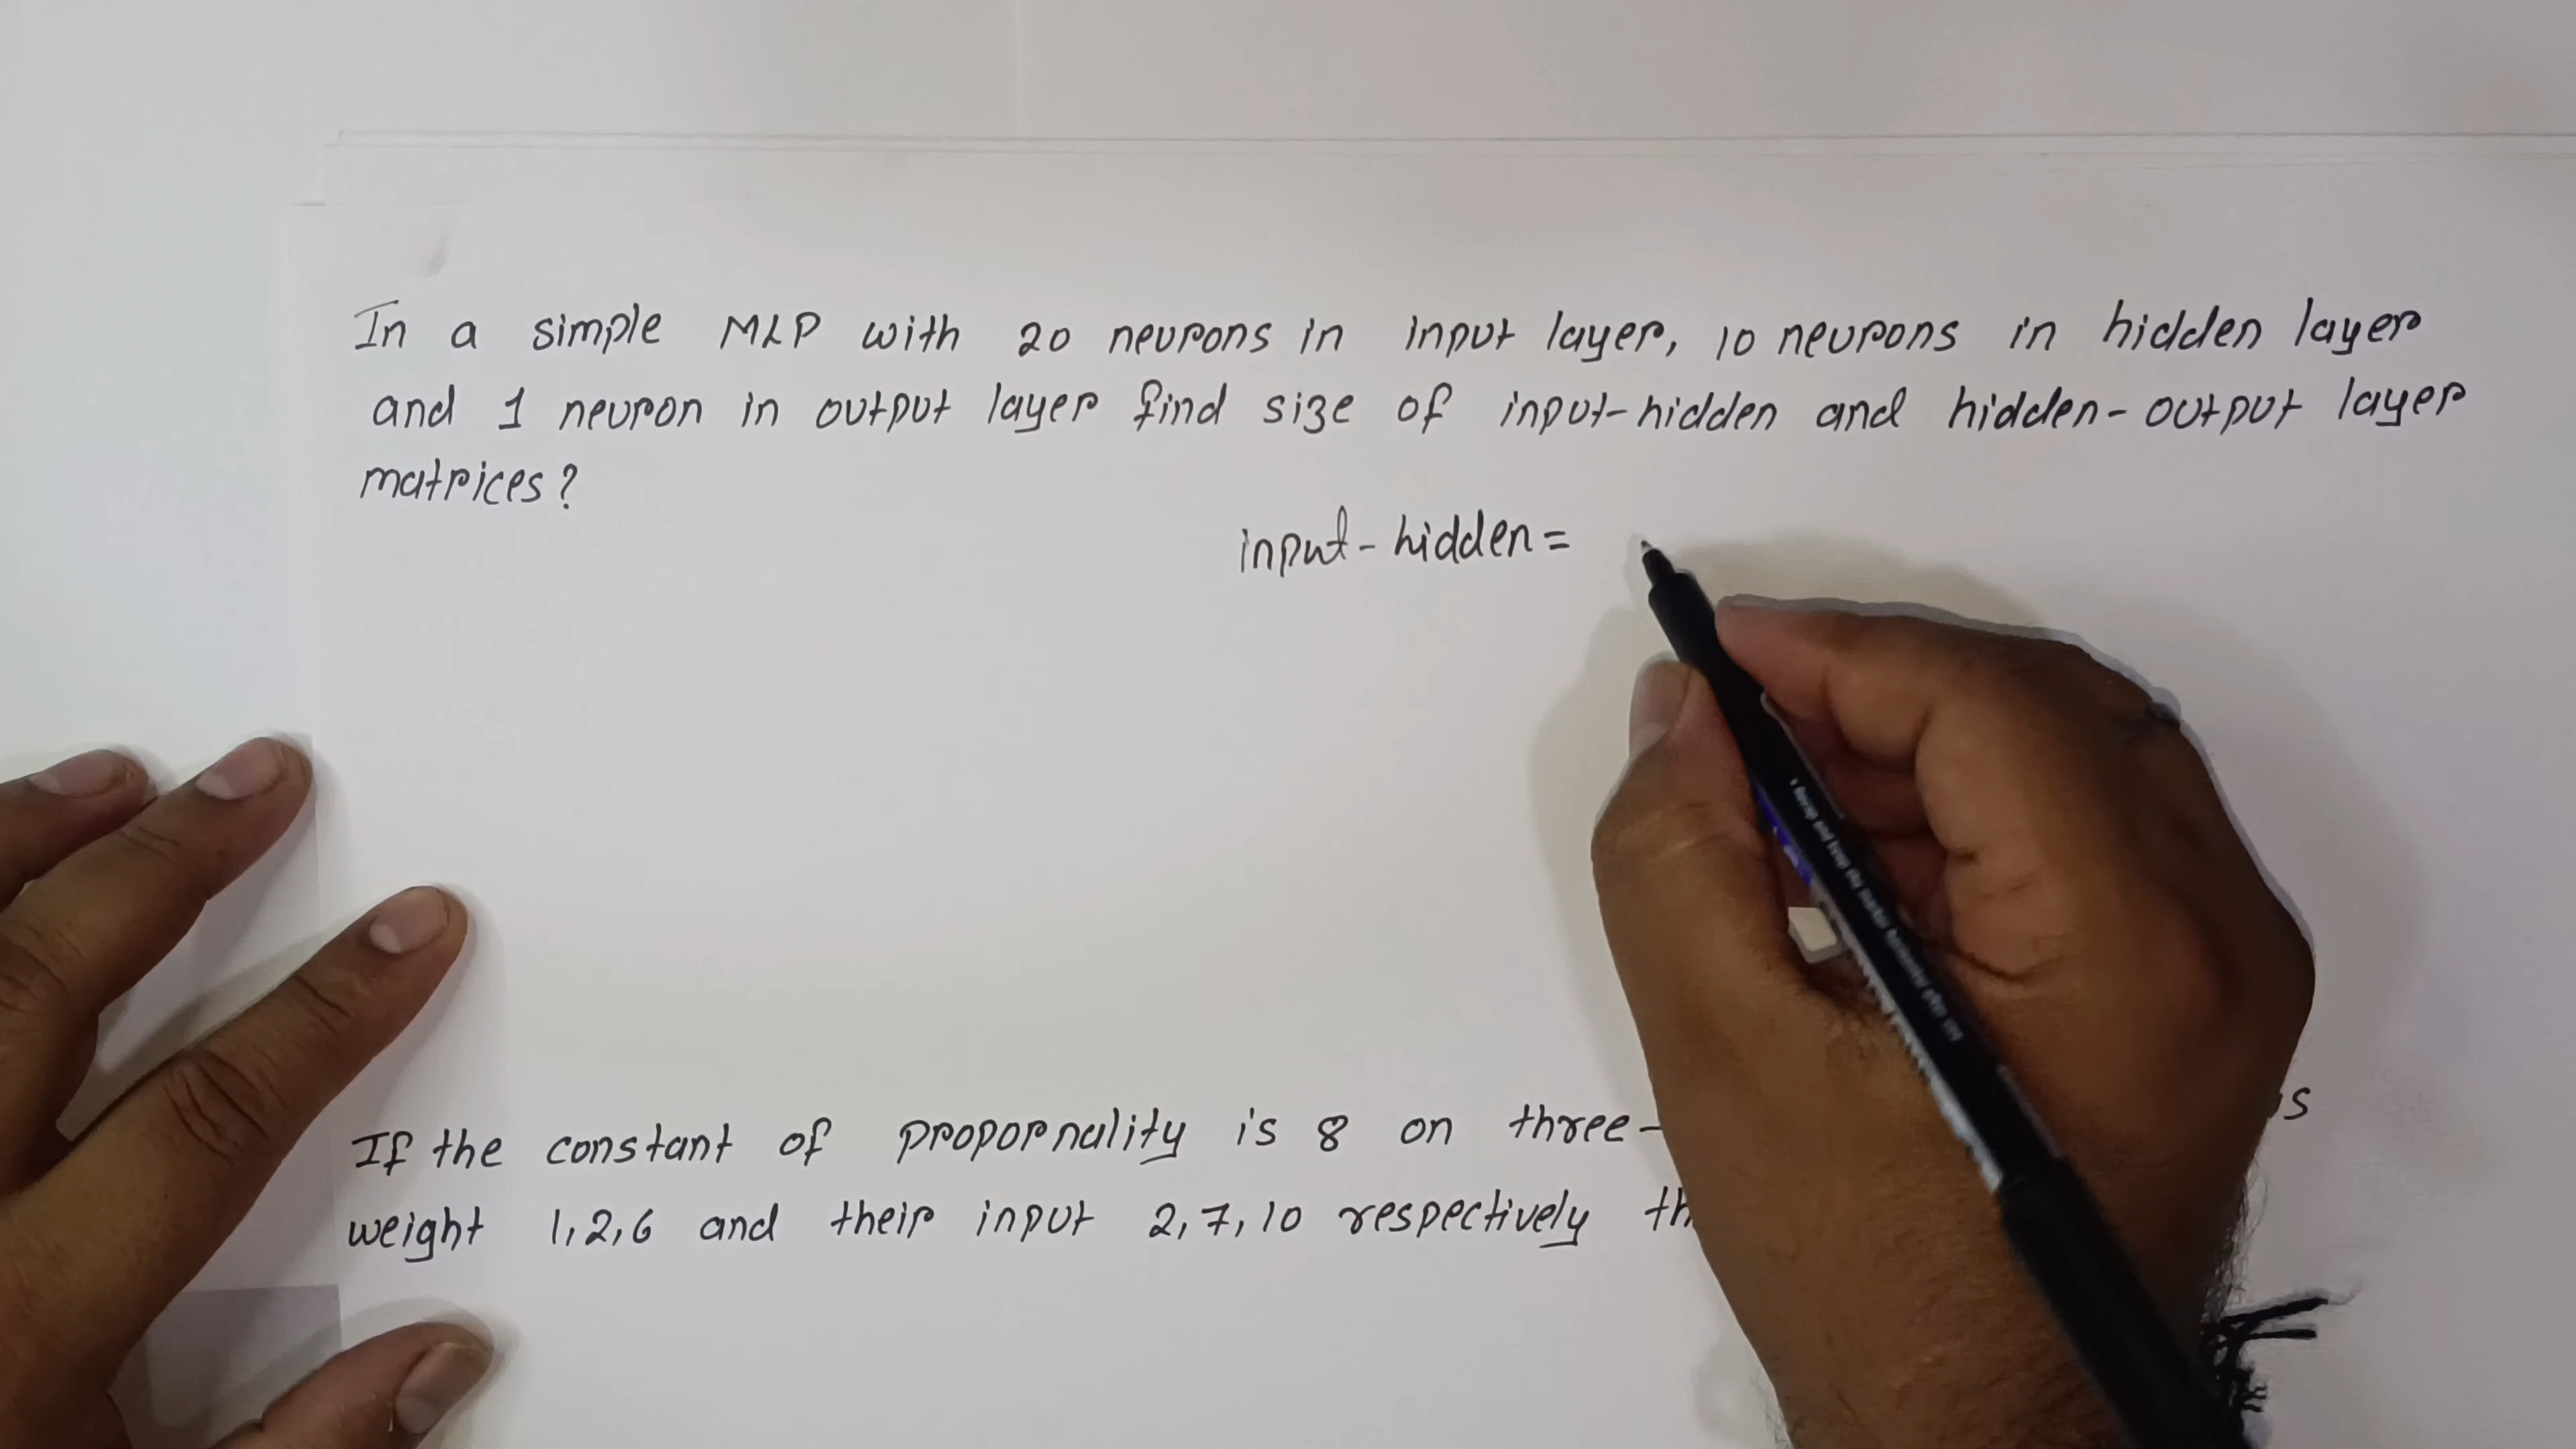 In a simple MLP with 20 neurons in input layer, 10 neurons in hidden layer
and 1 neuron in output layer find size of input-hidden and hidden-output layer
matrices?
input-hidden=
If the constant of propornality is 8 on three-
weight 1,2,6 and their input 2,7,10 respectively